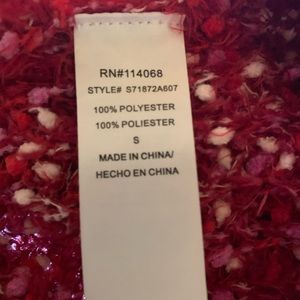 RN#114068
STYLE# S71872A607
100% POLYESTER
100% POLIESTER
S
MADE IN CHINA/
HECHO EN CHINA